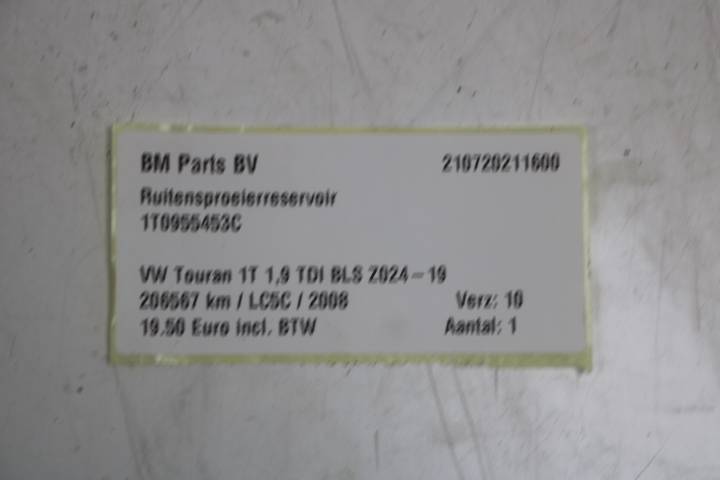 BM Parts BV 210720211600
Ruitensproeierreservoir
1T0955453C
VW Touran 1T 1,9 TDI BLS Z024-19
206567 km / LC5C / 2008 Verz: 10
19.50 Euro incl. BTW Aantal: 1